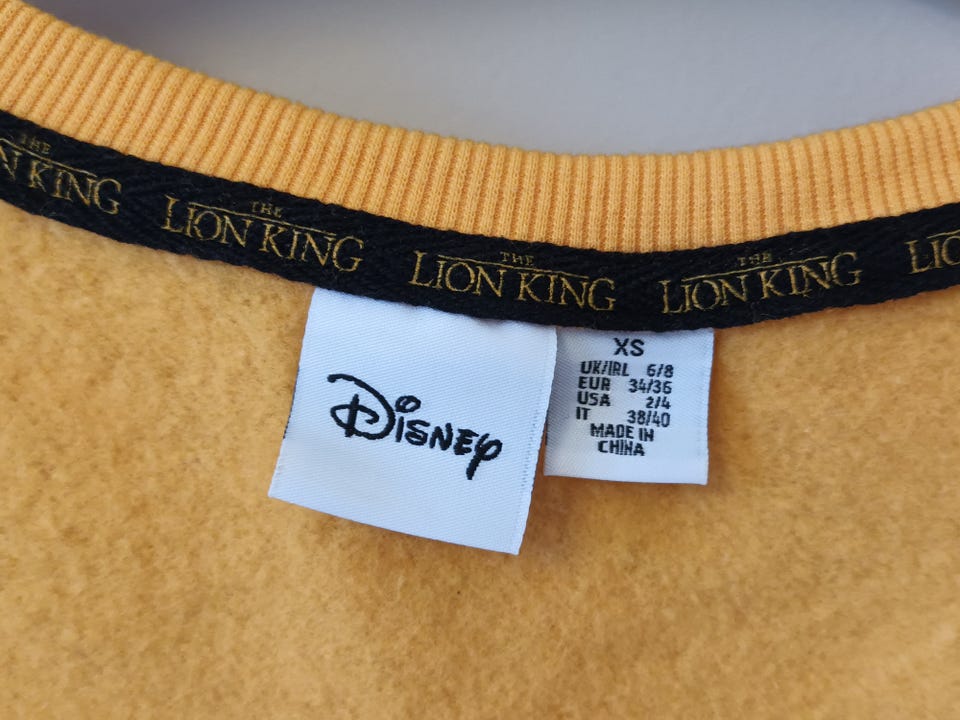 THE
N KING
THE
LION KING
THE
LION KING
THE
LION KING
LIO
Disney
XS
UK/IRL 6/8
EUR 34/36
USA 2/4
IT 38/40
MADE IN
CHINA